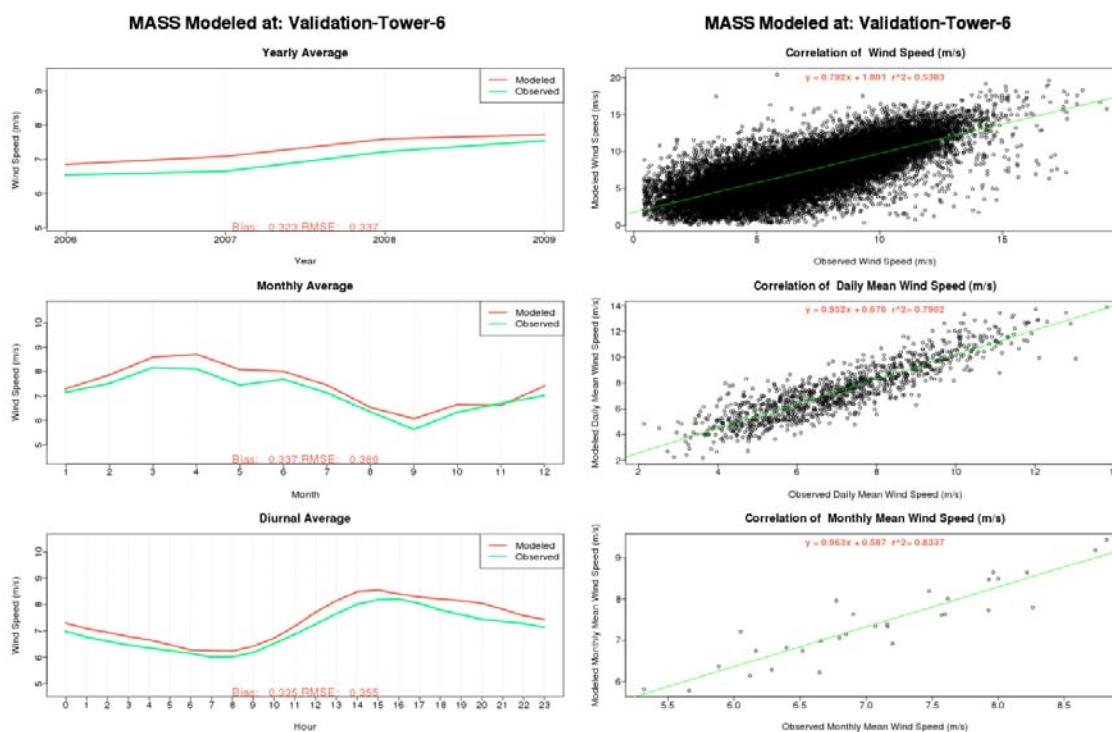 MASS Modeled at: Validation-Tower-6
Yearly Average
Wind Speed (m/s)
9
8
7
6
5
Modeled
Observed
Bias: 0.323 RMSE: 0.337
2006 2007 2008 2009
Year
Monthly Average
Wind Speed (m/s)
10
9
8
7
6
5
Modeled
Observed
Bias: 0.337 RMSE: 0.386
1 2 3 4 5 6 7 8 9 10 11 12
Month
Diurnal Average
Wind Speed (m/s)
10
9
8
7
6
5
Modeled
Observed
Bias: 0.335 RMSE: 0.355
0 1 2 3 4 5 6 7 8 9 10 11 12 13 14 15 16 17 18 19 20 21 22 23
Hour
MASS Modeled at: Validation-Tower-6
Correlation of Wind Speed (m/s)
y = 0.792x + 1.801 r^2= 0.5383
Modeled Wind Speed (m/s)
20
15
10
5
0
0 5 10 15
Observed Wind Speed (m/s)
Correlation of Daily Mean Wind Speed (m/s)
r^2= 0.7902
Modeled Daily Mean Wind Speed (m/s)
14
12
10
8
6
4
2
2 4 6 8 10 12
Observed Daily Mean Wind Speed (m/s)
Correlation of Monthly Mean Wind Speed (m/s)
y = 0.963x + 0.587 r^2= 0.8337
Modeled Monthly Mean Wind Speed (m/s)
9
8
7
6
5.5 6.0 6.5 7.0 7.5 8.0 8.5
Observed Monthly Mean Wind Speed (m/s)